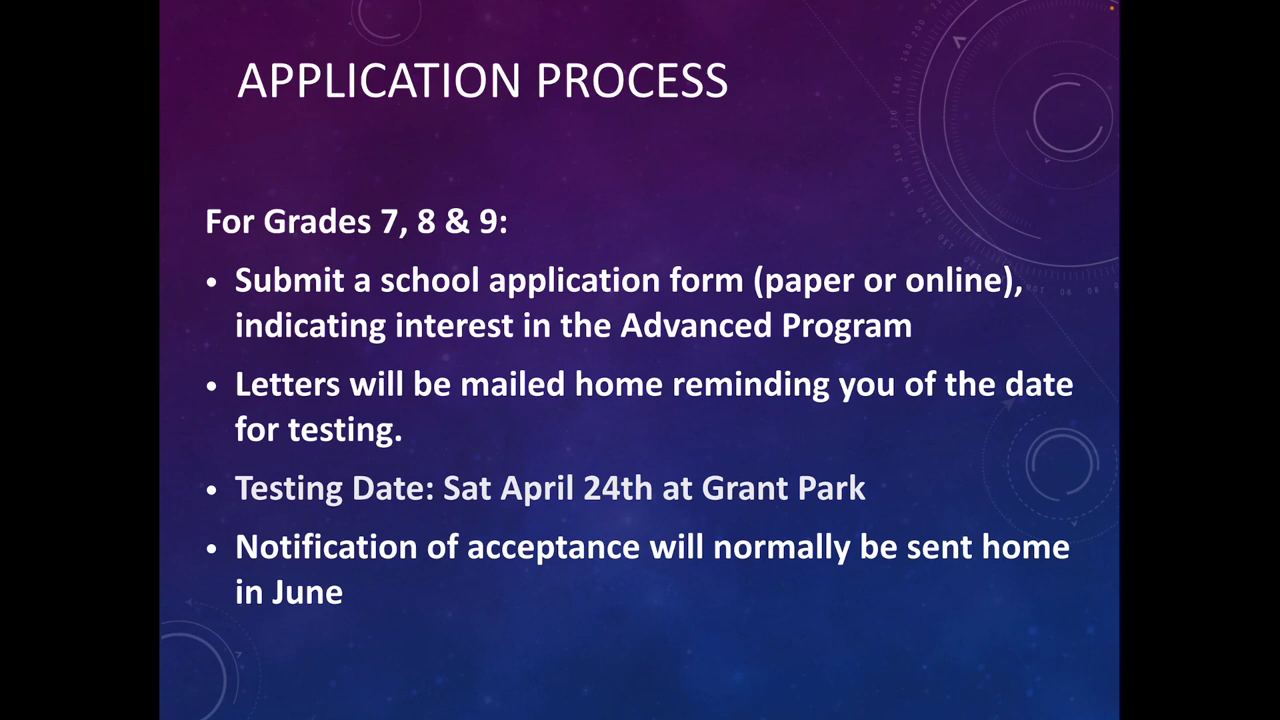 APPLICATION PROCESS
For Grades 7, 8 & 9:
• Submit a school application form (paper or online),
indicating interest in the Advanced Program
• Letters will be mailed home reminding you of the date
for testing.
• Testing Date: Sat April 24th at Grant Park
• Notification of acceptance will normally be sent home
in June